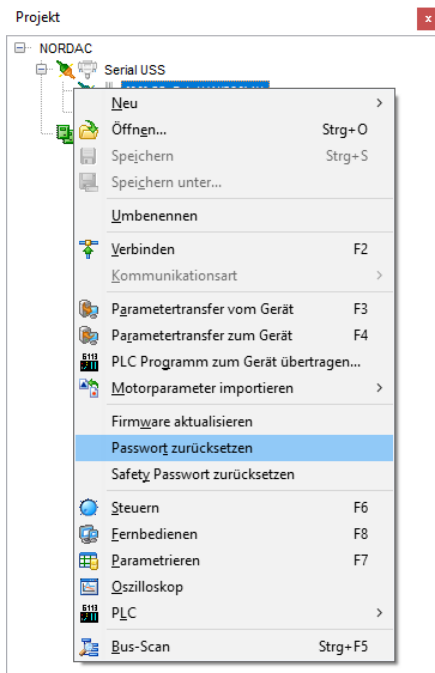 Projekt
x
NORDAC
Serial USS
Neu >
Öffnen... Strg+O
Speichern Strg+S
Speichern unter...
Umbenennen
Verbinden F2
Kommunikationsart >
Parametertransfer vom Gerät F3
Parametertransfer zum Gerät F4
PLC Programm zum Gerät übertragen...
Motorparameter importieren >
Firmware aktualisieren
Passwort zurücksetzen
Safety Passwort zurücksetzen
Steuern F6
Fernbedienen F8
Parametrieren F7
Oszilloskop
PLC >
Bus-Scan Strg+F5